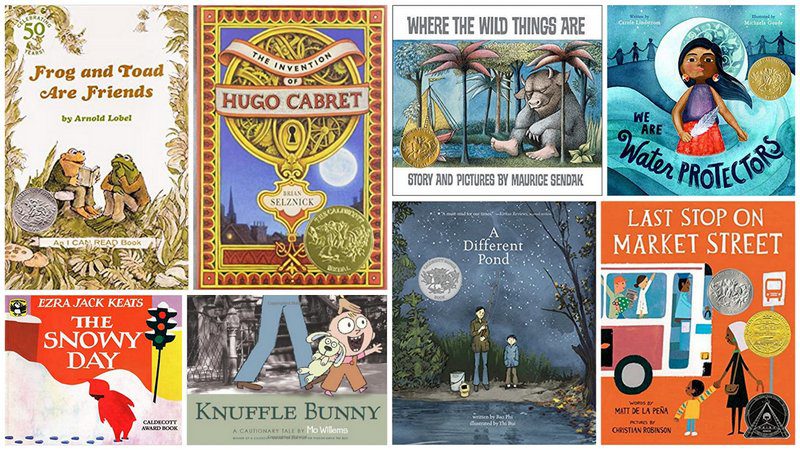 CELEBRATING
50
YEARS
Frog and Toad
Are Friends
by Arnold Lobel
An I CAN READ Book
THE INVENTION
OF
HUGO CABRET
BRIAN
SELZNICK
WHERE THE WILD THINGS ARE
STORY AND PICTURES BY MAURICE SENDAK
Written by
Carole Lindstrom
Illustrated by
Michaela Goade
WE ARE
Water PROTECTORS
EZRA JACK KEATS
THE
SNOWY
DAY
CALDECOTT
AWARD BOOK
KNUFFLE BUNNY
A CAUTIONARY TALE BY Mo Willems
A
Different
Pond
written by Bao Phi
illustrated by Thi Bui
LAST STOP ON
MARKET STREET
WORDS BY
MATT DE LA PEÑA
PICTURES BY
CHRISTIAN ROBINSON